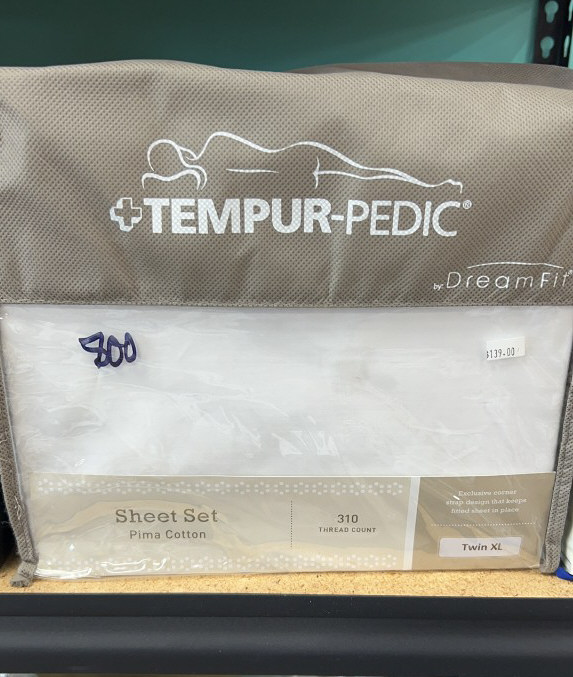 TEMPUR-PEDIC®
by: DreamFit®
800
$139.00
Sheet Set
Pima Cotton
310
THREAD COUNT
Exclusive corner
strap design that keeps
fitted sheet in place
Twin XL